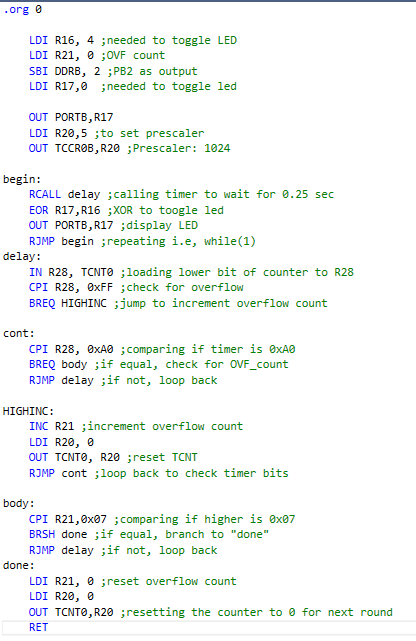 .org 0
LDI R16, 4 ;needed to toggle LED
LDI R21, 0 ;OVF count
SBI DDRB, 2 ;PB2 as output
LDI R17,0 ;needed to toggle led
OUT PORTB,R17
LDI R20,5 ;to set prescaler
OUT TCCR0B,R20 ;Prescaler: 1024
begin:
RCALL delay ;calling timer to wait for 0.25 sec
EOR R17,R16 ;XOR to toogle led
OUT PORTB,R17 ;display LED
RJMP begin ;repeating i.e, while(1)
delay:
IN R28, TCNT0 ;loading lower bit of counter to R28
CPI R28, 0xFF ;check for overflow
BREQ HIGHINC ;jump to increment overflow count
cont:
CPI R28, 0xA0 ;comparing if timer is 0xA0
BREQ body ;if equal, check for OVF_count
RJMP delay ;if not, loop back
HIGHINC:
INC R21 ;increment overflow count
LDI R20, 0
OUT TCNT0, R20 ;reset TCNT
RJMP cont ;loop back to check timer bits
body:
CPI R21,0x07 ;comparing if higher is 0x07
BRSH done ;if equal, branch to "done"
RJMP delay ;if not, loop back
done:
LDI R21, 0 ;reset overflow count
LDI R20, 0
OUT TCNT0,R20 ;resetting the counter to 0 for next round
RET